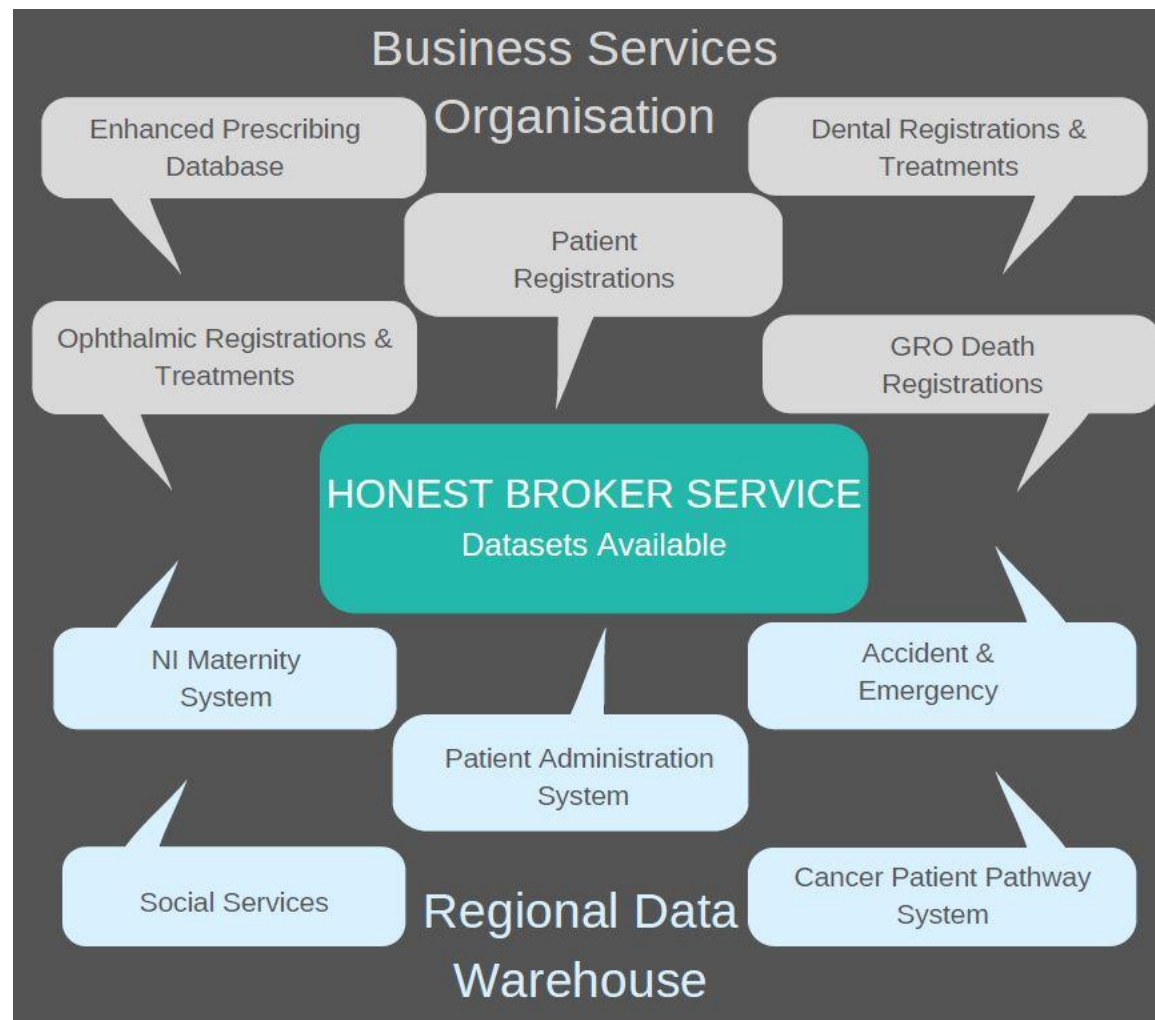 Business Services
Organisation
Enhanced Prescribing
Database
Dental Registrations &
Treatments
Patient
Registrations
Ophthalmic Registrations &
Treatments
GRO Death
Registrations
HONEST BROKER SERVICE
Datasets Available
NI Maternity
System
Accident &
Emergency
Patient Administration
System
Social Services
Cancer Patient Pathway
System
Regional Data
Warehouse